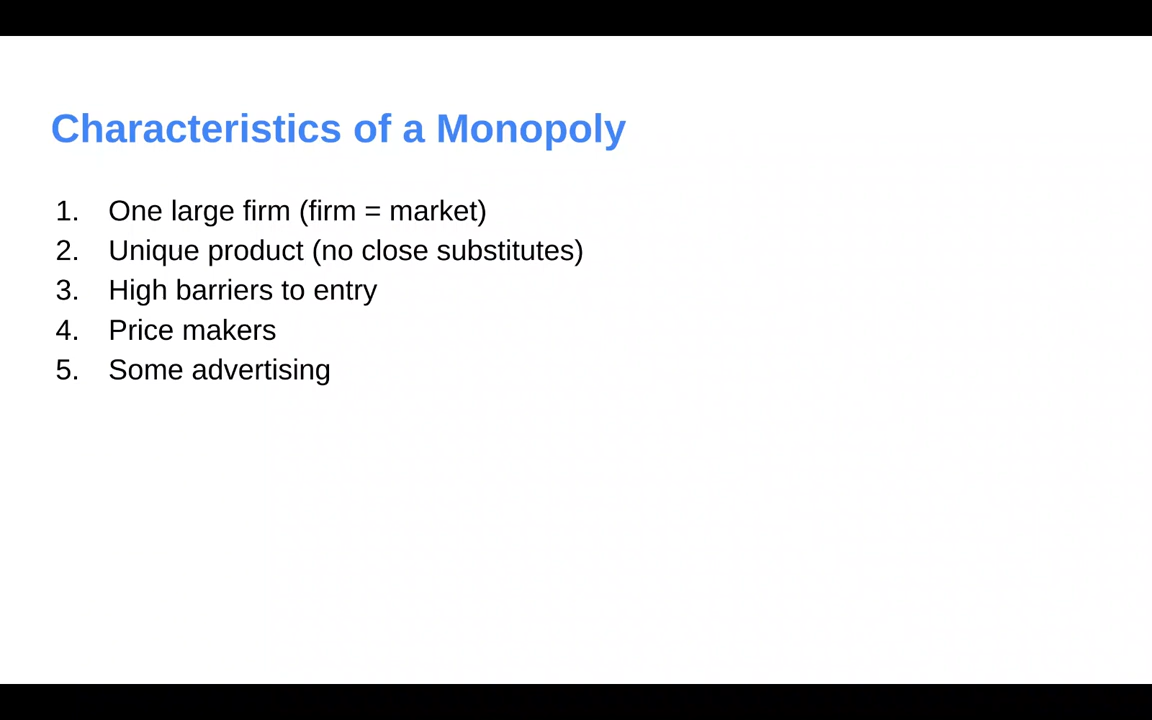 Characteristics of a Monopoly
1. One large firm (firm = market)
2. Unique product (no close substitutes)
3. High barriers to entry
4. Price makers
5. Some advertising